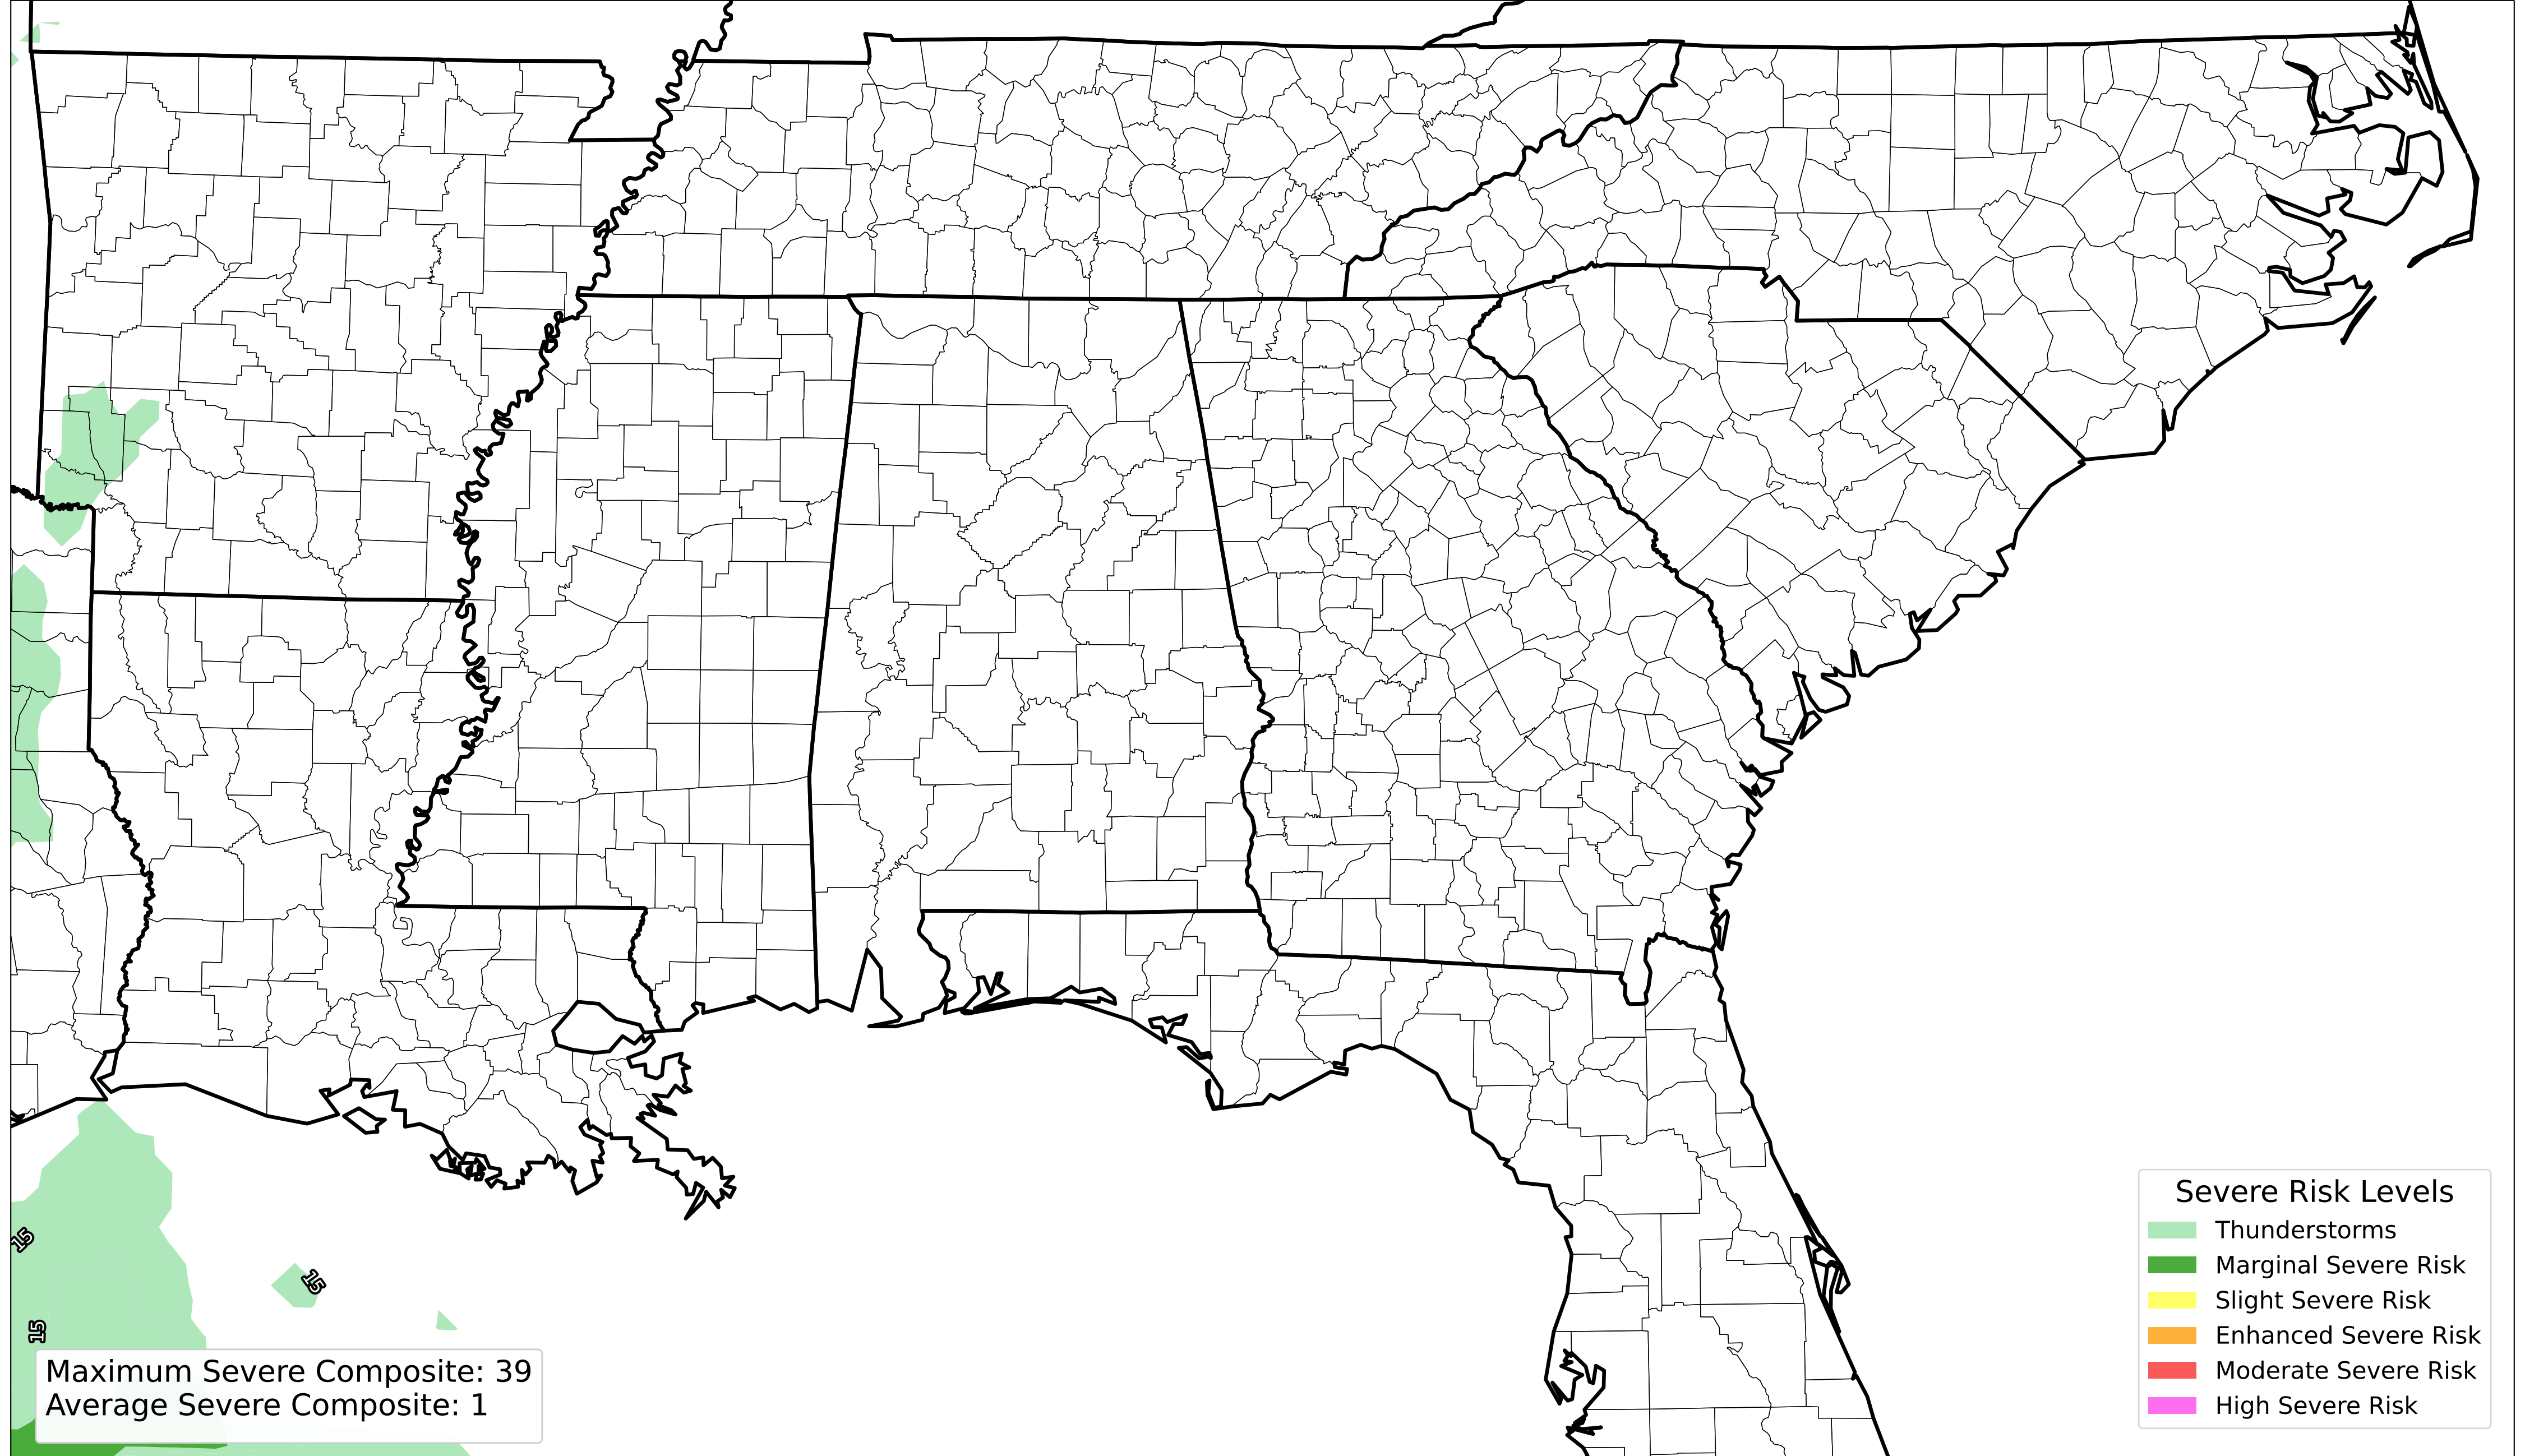 15
15
15
Maximum Severe Composite: 39
Average Severe Composite: 1
Severe Risk Levels
Thunderstorms
Marginal Severe Risk
Slight Severe Risk
Enhanced Severe Risk
Moderate Severe Risk
High Severe Risk